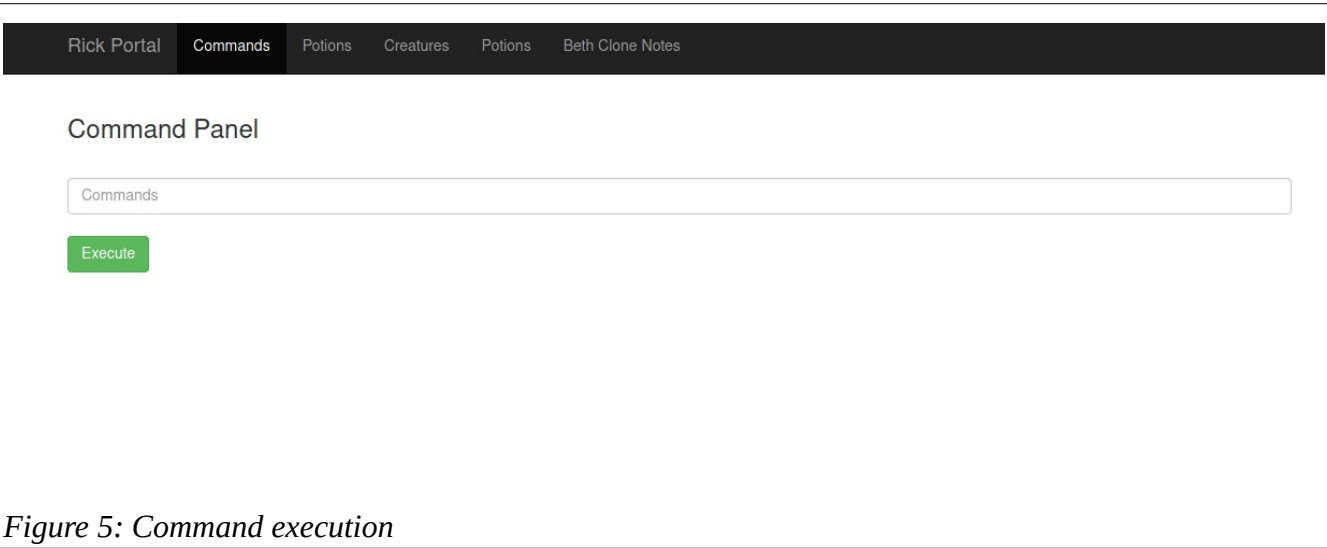 Rick Portal Commands Potions Creatures Potions Beth Clone Notes
Command Panel
Commands
Execute
Figure 5: Command execution